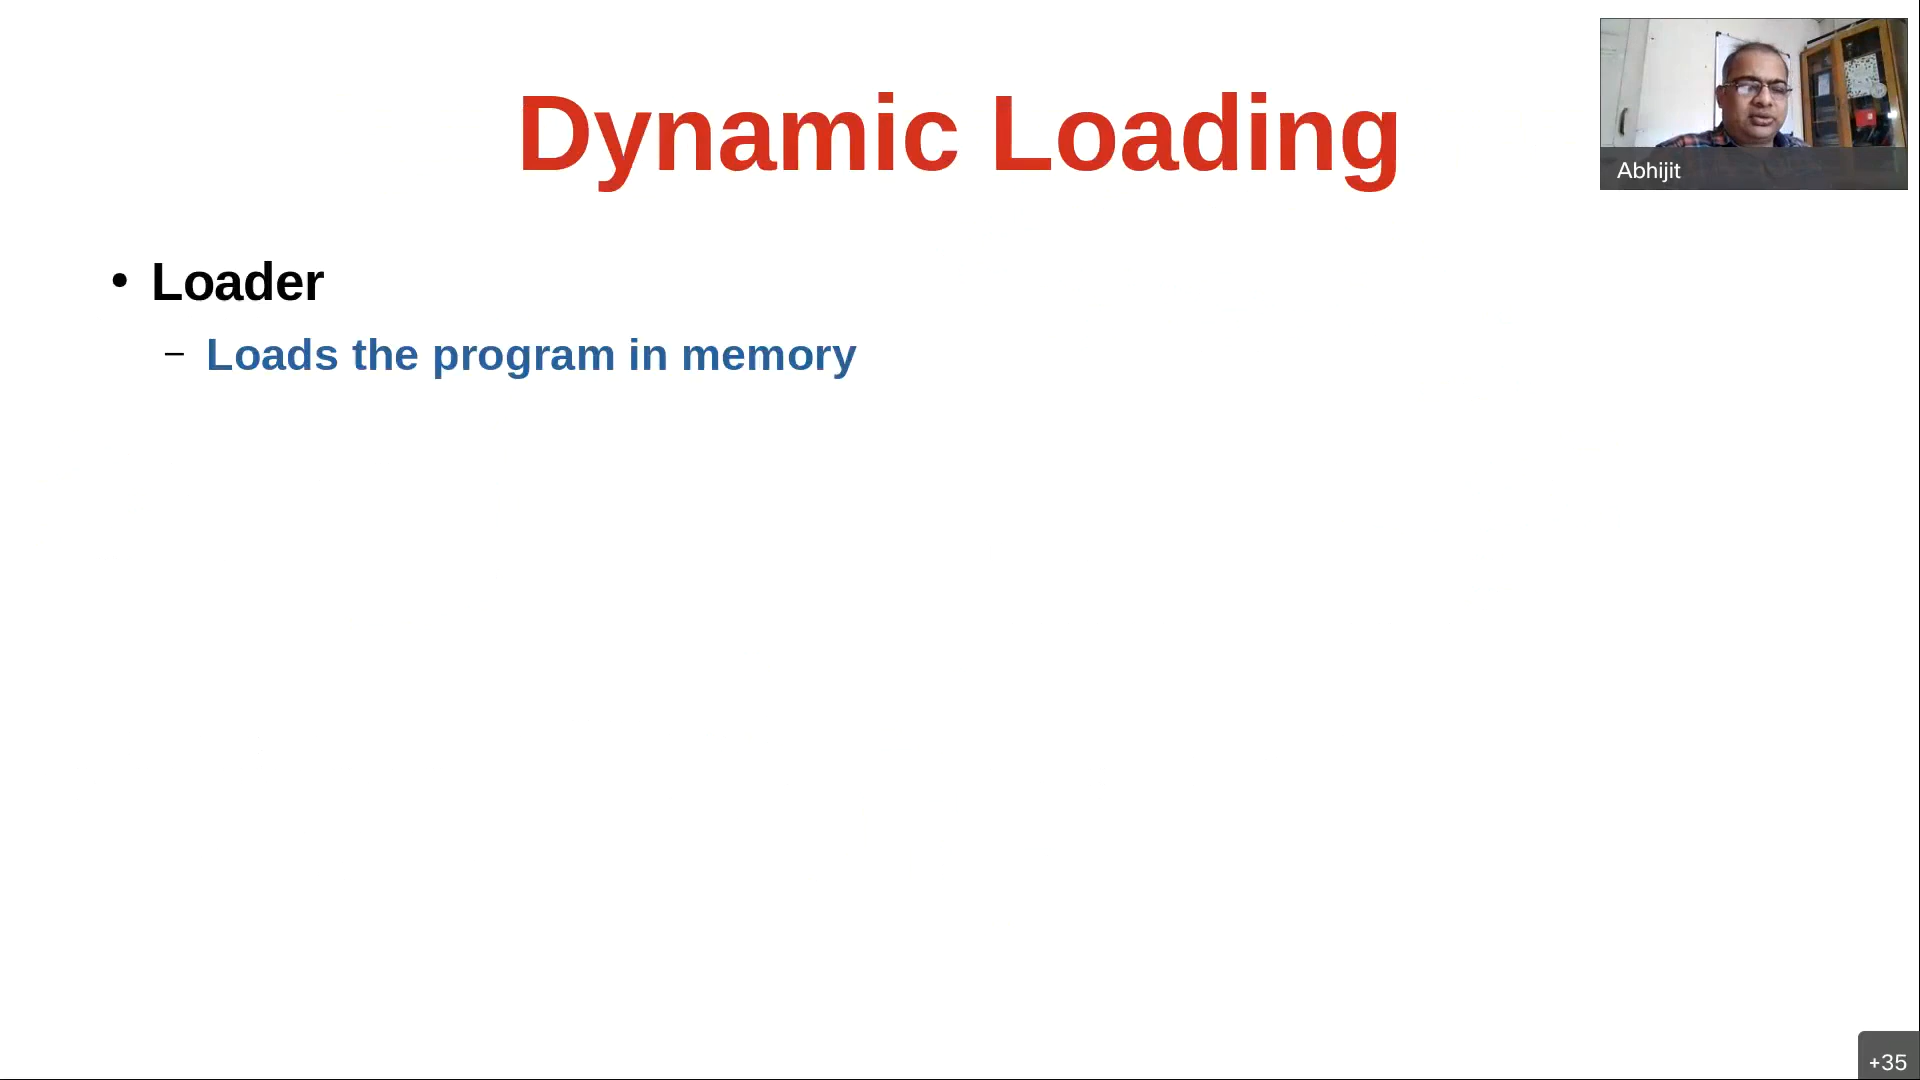 Dynamic Loading
Abhijit
• Loader
– Loads the program in memory
+35